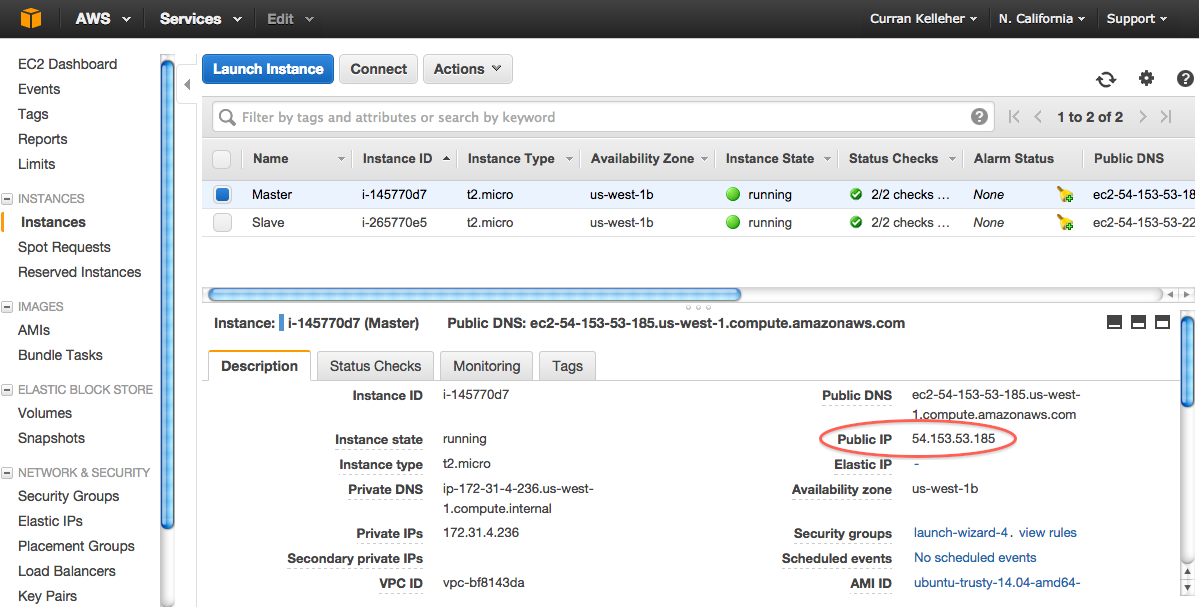 AWS Services Edit Curran Kelleher N. California Support
EC2 Dashboard
Events
Tags
Reports
Limits
INSTANCES
Instances
Spot Requests
Reserved Instances
IMAGES
AMIs
Bundle Tasks
ELASTIC BLOCK STORE
Volumes
Snapshots
NETWORK & SECURITY
Security Groups
Elastic IPs
Placement Groups
Load Balancers
Key Pairs
Launch Instance Connect Actions
Filter by tags and attributes or search by keyword 1 to 2 of 2
Name Instance ID Instance Type Availability Zone Instance State Status Checks Alarm Status Public DNS
Master i-145770d7 t2.micro us-west-1b running 2/2 checks ... None ec2-54-153-53-185
Slave i-265770e5 t2.micro us-west-1b running 2/2 checks ... None ec2-54-153-53-22
Instance: i-145770d7 (Master) Public DNS: ec2-54-153-53-185.us-west-1.compute.amazonaws.com
Description Status Checks Monitoring Tags
Instance ID i-145770d7
Instance state running
Instance type t2.micro
Private DNS ip-172-31-4-236.us-west-
1.compute.internal
Private IPs 172.31.4.236
Secondary private IPs
VPC ID vpc-bf8143da
Public DNS ec2-54-153-53-185.us-west-
1.compute.amazonaws.com
Public IP 54.153.53.185
Elastic IP -
Availability zone us-west-1b
Security groups launch-wizard-4. view rules
Scheduled events No scheduled events
AMI ID ubuntu-trusty-14.04-amd64-